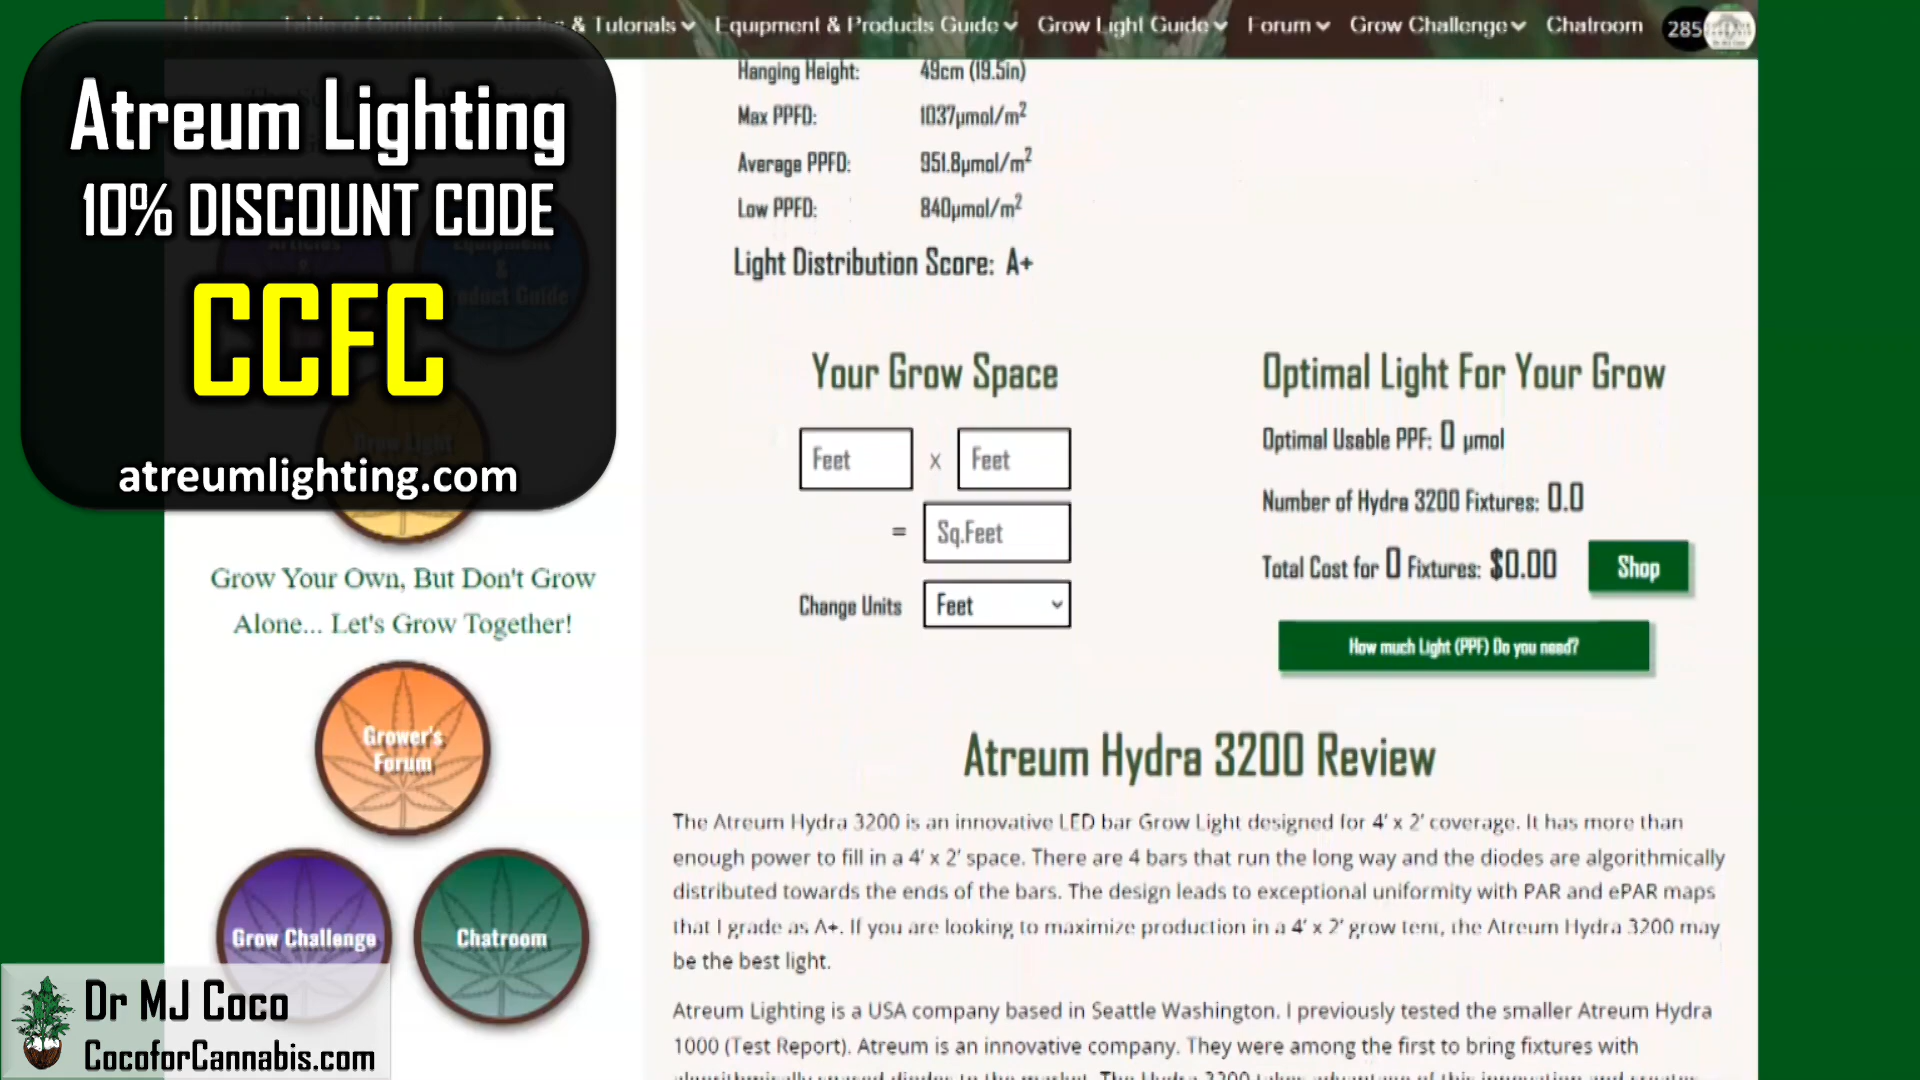 Home Table of Contents Articles & Tutorials Equipment & Products Guide Grow Light Guide Forum Grow Challenge Chatroom 285
Atreum Lighting
10% DISCOUNT CODE
CCFC
atreumlighting.com
Hanging Height: 49cm (19.5in)
Max PPFD: 1037µmol/m²
Average PPFD: 951.8µmol/m²
Low PPFD: 840µmol/m²
Light Distribution Score: A+
Your Grow Space
Feet x Feet
= Sq.Feet
Change Units Feet
Optimal Light For Your Grow
Optimal Usable PPF: 0 µmol
Number of Hydra 3200 Fixtures: 0.0
Total Cost for 0 Fixtures: $0.00 Shop
How much Light (PPF) Do you need?
Grow Your Own, But Don't Grow
Alone... Let's Grow Together!
Grower's
Forum
Grow Challenge
Chatroom
Atreum Hydra 3200 Review
The Atreum Hydra 3200 is an innovative LED bar Grow Light designed for 4’ x 2’ coverage. It has more than
enough power to fill in a 4’ x 2’ space. There are 4 bars that run the long way and the diodes are algorithmically
distributed towards the ends of the bars. The design leads to exceptional uniformity with PAR and ePAR maps
that I grade as A+. If you are looking to maximize production in a 4’ x 2’ grow tent, the Atreum Hydra 3200 may
be the best light.
Atreum Lighting is a USA company based in Seattle Washington. I previously tested the smaller Atreum Hydra
1000 (Test Report). Atreum is an innovative company. They were among the first to bring fixtures with
Dr MJ Coco
CocoforCannabis.com